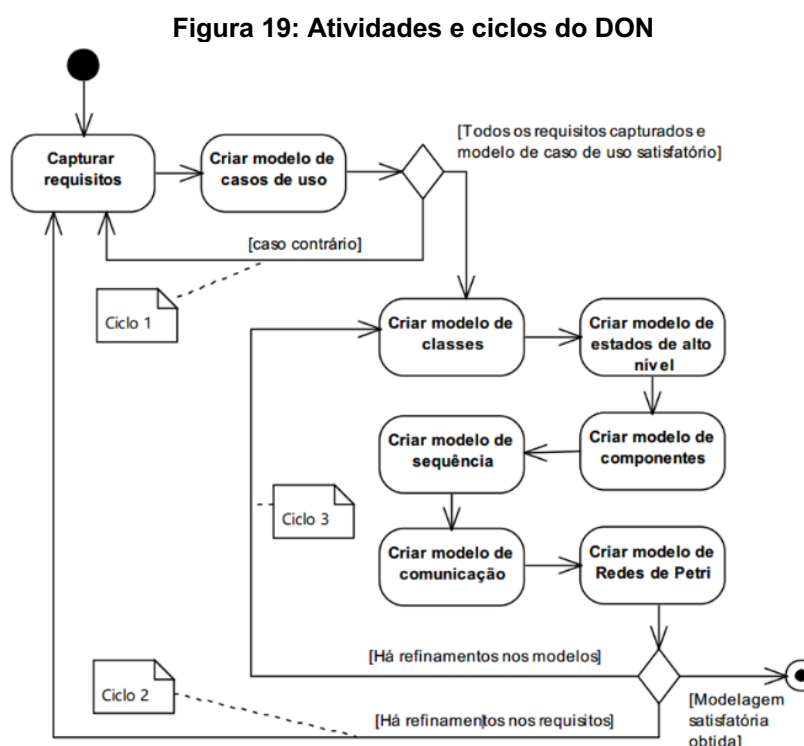 Figura 19: Atividades e ciclos do DON
Capturar
requisitos
Criar modelo de
casos de uso
[Todos os requisitos capturados e
modelo de caso de uso satisfatório]
[caso contrário]
Ciclo 1
Criar modelo de
classes
Criar modelo de
estados de alto
nível
Criar modelo de
sequência
Criar modelo de
componentes
Ciclo 3
Criar modelo de
comunicação
Criar modelo de
Redes de Petri
[Há refinamentos nos modelos]
Ciclo 2
[Há refinamentos nos requisitos]
[Modelagem
satisfatória
obtida]